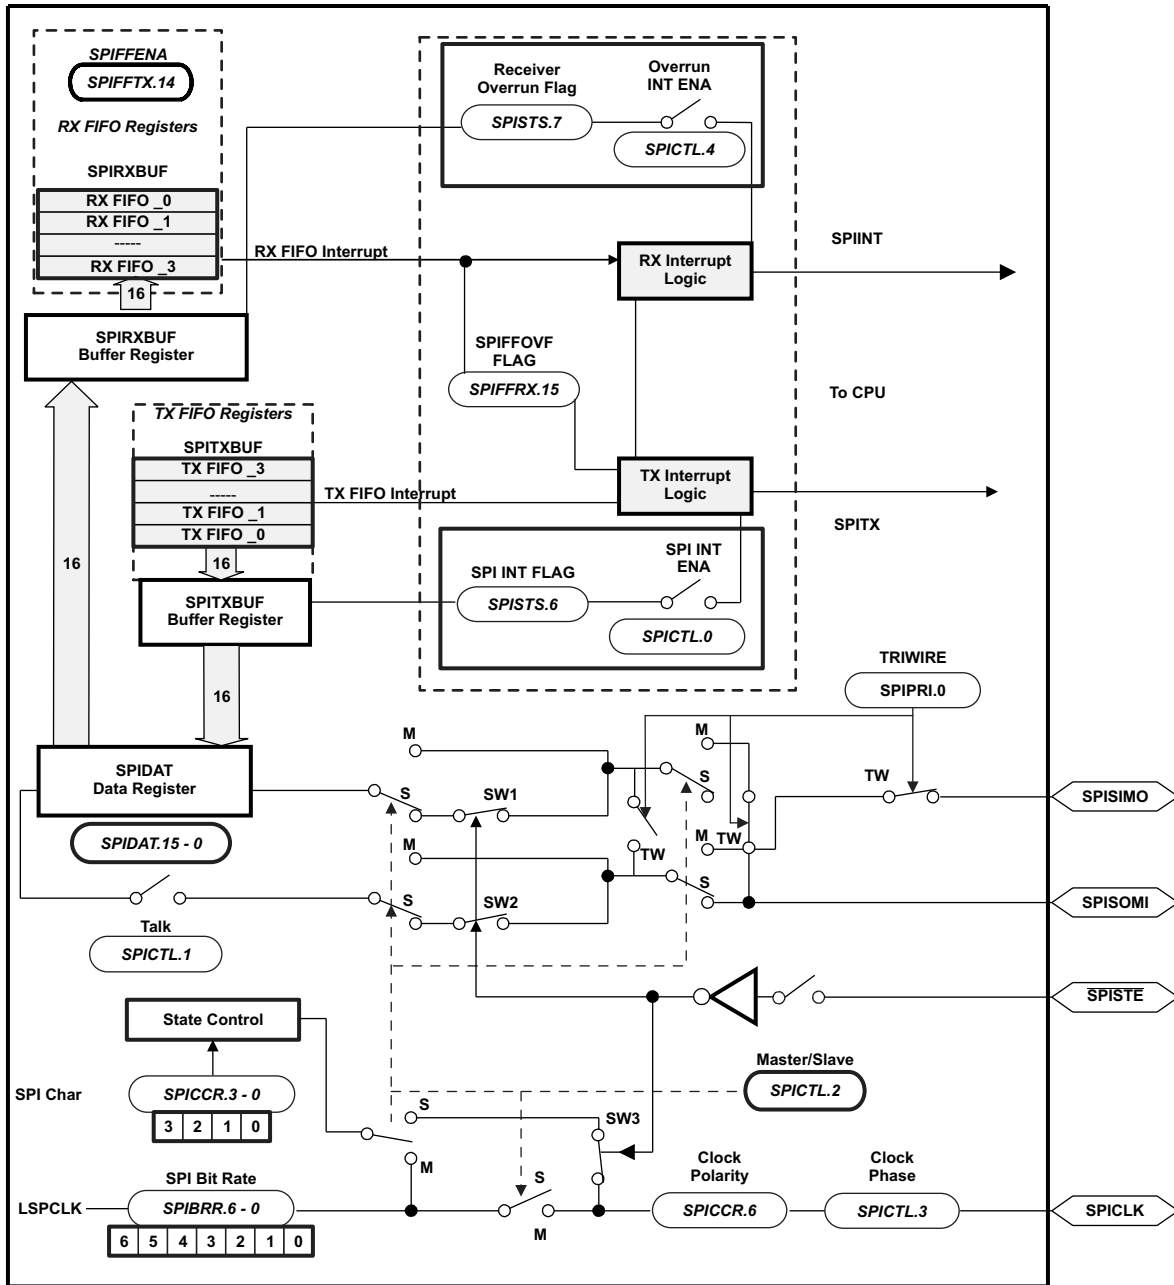 SPIFFENA
SPIFFTX.14
RX FIFO Registers
SPIRXBUF
RX FIFO _0
RX FIFO _1
-----
RX FIFO _3
16
SPIRXBUF
Buffer Register
RX FIFO Interrupt
Receiver
Overrun Flag
SPISTS.7
Overrun
INT ENA
SPICTL.4
RX Interrupt
Logic
SPIINT
SPIFFOVF
FLAG
SPIFFRX.15
To CPU
TX FIFO Registers
SPITXBUF
TX FIFO _3
-----
TX FIFO _1
TX FIFO _0
16
TX FIFO Interrupt
TX Interrupt
Logic
SPITX
16
SPITXBUF
Buffer Register
SPI INT FLAG
SPISTS.6
SPI INT
ENA
SPICTL.0
16
TRIWIRE
SPIPRI.0
SPIDAT
Data Register
SPIDAT.15 - 0
M
S
SW1
M
S
SW2
TW
M
S
M
TW
S
TW
SPISIMO
SPISOMI
Talk
SPICTL.1
SPISTE
State Control
Master/Slave
SPICTL.2
SPI Char
SPICCR.3 - 0
3 2 1 0
S
M
SW3
S
M
SPI Bit Rate
LSPCLK
SPIBRR.6 - 0
6 5 4 3 2 1 0
Clock
Polarity
SPICCR.6
Clock
Phase
SPICTL.3
SPICLK